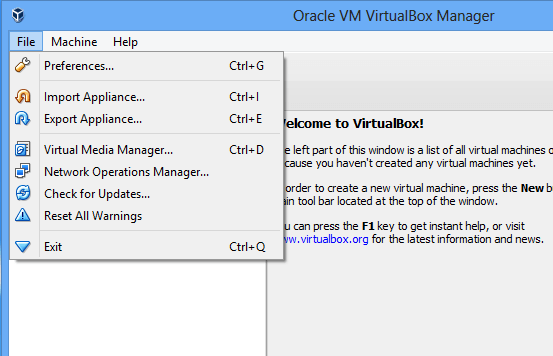 Oracle VM VirtualBox Manager
File Machine Help
Preferences... Ctrl+G
Import Appliance... Ctrl+I
Export Appliance... Ctrl+E
Virtual Media Manager... Ctrl+D
Network Operations Manager...
Check for Updates...
Reset All Warnings
Exit Ctrl+Q
elcome to VirtualBox!
left part of this window is a list of all virtual machines
cause you haven't created any virtual machines yet.
order to create a new virtual machine, press the New
ain tool bar located at the top of the window.
can press the F1 key to get instant help, or visit
ww.virtualbox.org for the latest information and news.